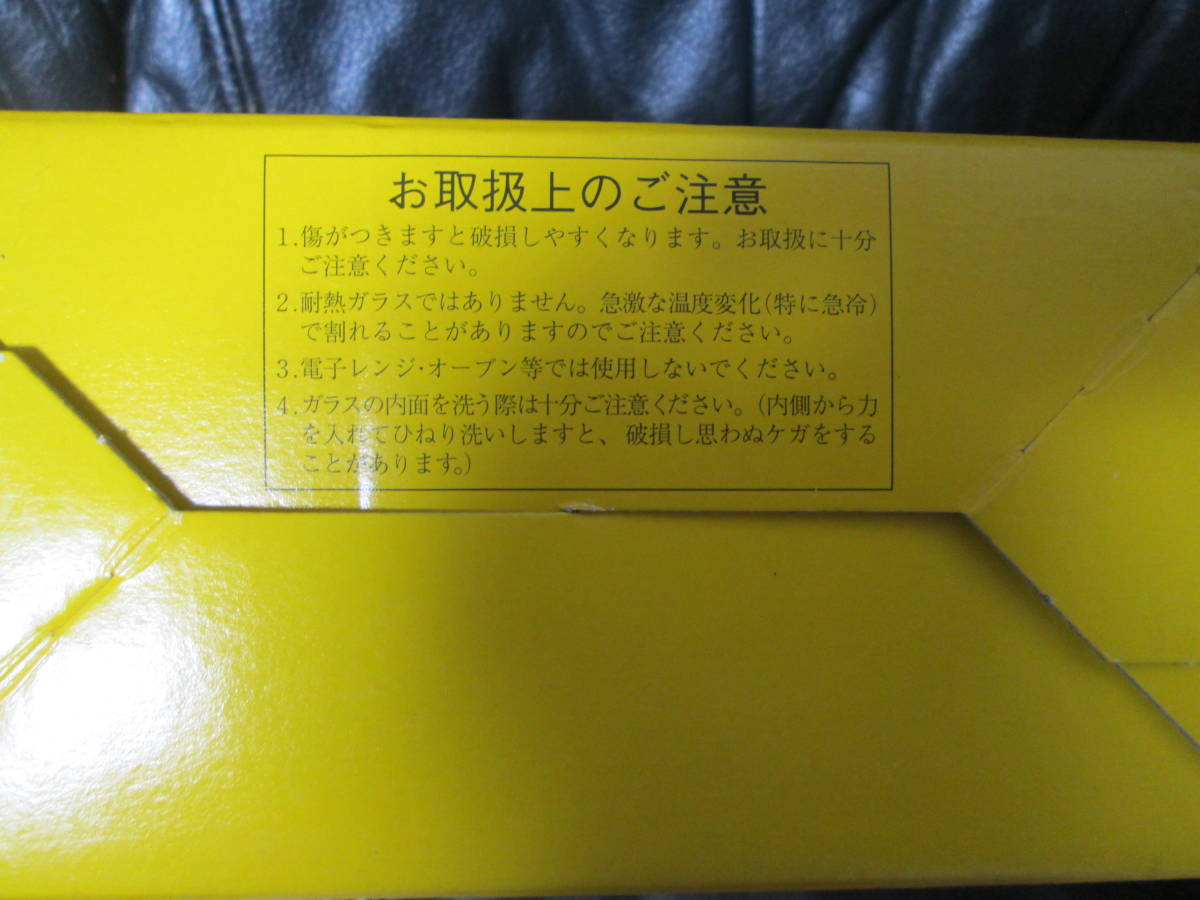 お取扱上のご注意
1.傷がつきますと破損しやすくなります。お取扱に十分
ご注意ください。
2.耐熱ガラスではありません。急激な温度変化(特に急冷)
で割れることがありますのでご注意ください。
3.電子レンジ・オーブン等では使用しないでください。
4.ガラスの内面を洗う際は十分ご注意ください。(内側から力
を入れてひねり洗いしますと、破損し思わぬケガをする
ことがあります。)